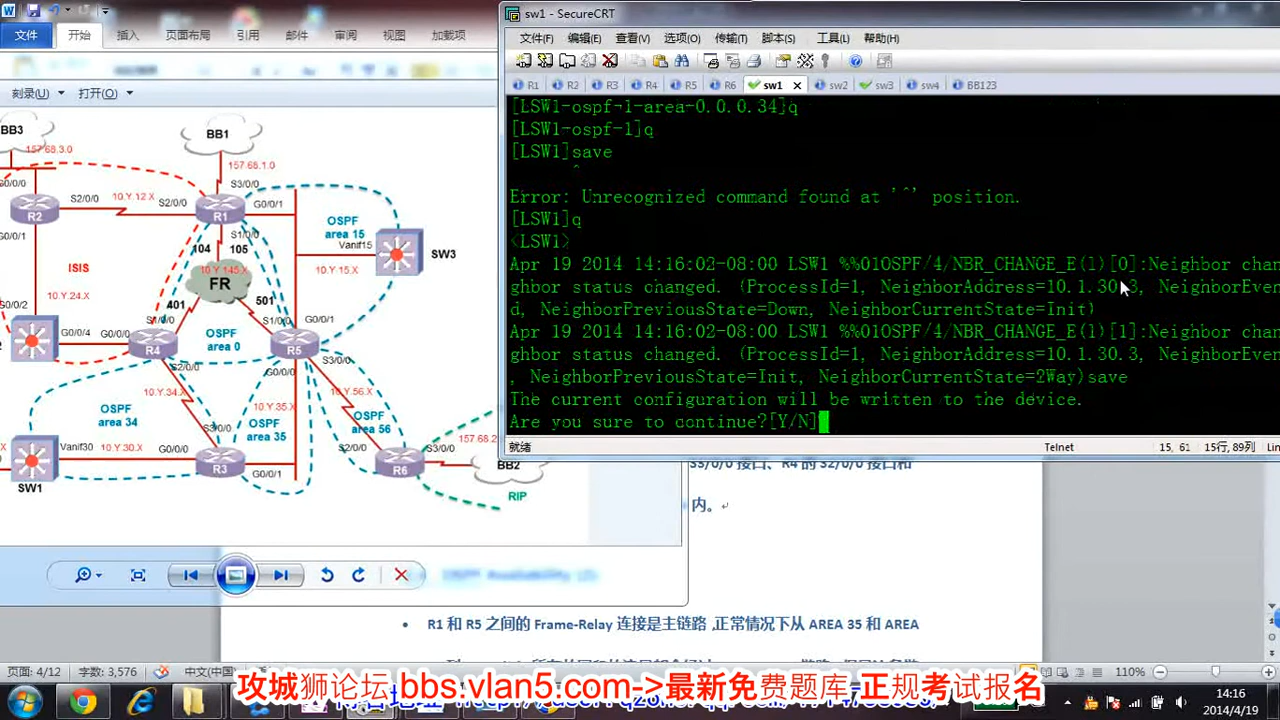 sw1 - SecureCRT
文件 开始 插入 页面布局 引用 邮件 审阅 视图 加载项
文件(F) 编辑(E) 查看(V) 选项(O) 传输(T) 脚本(S) 工具(L) 帮助(H)
刻录(U) 打开(O)
R1 R2 R3 R4 R5 R6 sw1 sw2 sw3 sw4 BB123
[LSW1-ospf-1-area-0.0.0.34]q
[LSW1-ospf-1]q
[LSW1]save
^
Error: Unrecognized command found at '^' position.
[LSW1]q
<LSW1>
Apr 19 2014 14:16:02-08:00 LSW1 %%01OSPF/4/NBR_CHANGE_E(1)[0]:Neighbor chan
ghbor status changed. (ProcessId=1, NeighborAddress=10.1.30.3, NeighborEven
d, NeighborPreviousState=Down, NeighborCurrentState=Init)
Apr 19 2014 14:16:02-08:00 LSW1 %%01OSPF/4/NBR_CHANGE_E(1)[1]:Neighbor chan
ghbor status changed. (ProcessId=1, NeighborAddress=10.1.30.3, NeighborEven
, NeighborPreviousState=Init, NeighborCurrentState=2Way)save
The current configuration will be written to the device.
Are you sure to continue?[Y/N]
就绪 Telnet 15, 61 15行, 89列
BB3
BB1
157.68.3.0
157.68.1.0
G0/0/0
S3/0/0
S2/0/0
10.Y.12.X
S2/0/0
G0/0/1
R2
R1
OSPF
area 15
S1/0/0
Vanif15
104 105
SW3
10.Y.145.X
ISIS
10.Y.15.X
FR
10.Y.24.X
401
501
G0/0/1
G0/0/4
G0/0/0
S1/0/0
OSPF
area 0
R4
R5
S3/0/0
S2/0/0
G0/0/0
OSPF
area 34
10.Y.34.X
10.Y.35.X
10.Y.56.X
OSPF
area 35
OSPF
area 56
Vanif30
10.Y.30.X
G0/0/0
S3/0/0
S2/0/0
S3/0/0
SW1
R3
G0/0/1
R6
BB2
RIP
内。
• R1 和 R5 之间的 Frame-Relay 连接是主链路,正常情况下从 AREA 35 和 AREA
页面: 4/12 字数: 3,576 中文(中国) 110%
攻城狮论坛 bbs.vlan5.com->最新免费题库 正规考试报名
14:16
2014/4/19